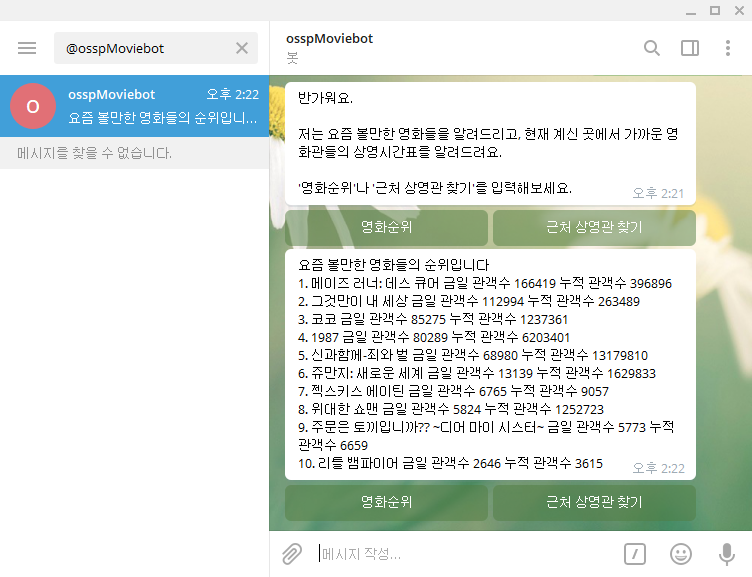 @osspMoviebot
osspMoviebot
봇
O
osspMoviebot
오후 2:22
요즘 볼만한 영화들의 순위입니...
메시지를 찾을 수 없습니다.
반가워요.
저는 요즘 볼만한 영화들을 알려드리고, 현재 계신 곳에서 가까운 영
화관들의 상영시간표를 알려드려요.
'영화순위'나 '근처 상영관 찾기'를 입력해보세요.
오후 2:21
영화순위
근처 상영관 찾기
요즘 볼만한 영화들의 순위입니다
1. 메이즈 러너: 데스 큐어 금일 관객수 166419 누적 관객수 396896
2. 그것만이 내 세상 금일 관객수 112994 누적 관객수 263489
3. 코코 금일 관객수 85275 누적 관객수 1237361
4. 1987 금일 관객수 80289 누적 관객수 6203401
5. 신과함께-죄와 벌 금일 관객수 68980 누적 관객수 13179810
6. 쥬만지: 새로운 세계 금일 관객수 13139 누적 관객수 1629833
7. 젝스키스 에이틴 금일 관객수 6765 누적 관객수 9057
8. 위대한 쇼맨 금일 관객수 5824 누적 관객수 1252723
9. 주문은 토끼입니까?? ~디어 마이 시스터~ 금일 관객수 5773 누적
관객수 6659
10. 리틀 뱀파이어 금일 관객수 2646 누적 관객수 3615
오후 2:22
영화순위
근처 상영관 찾기
메시지 작성...